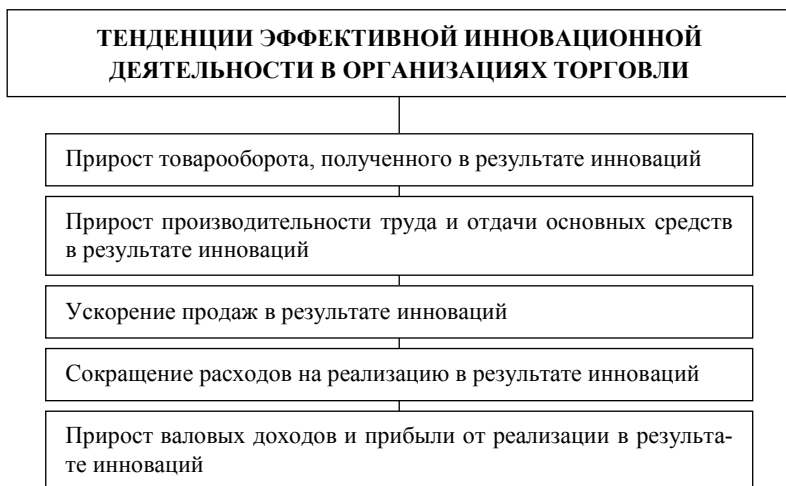 ТЕНДЕНЦИИ ЭФФЕКТИВНОЙ ИННОВАЦИОННОЙ
ДЕЯТЕЛЬНОСТИ В ОРГАНИЗАЦИЯХ ТОРГОВЛИ
Прирост товарооборота, полученного в результате инноваций
Прирост производительности труда и отдачи основных средств
в результате инноваций
Ускорение продаж в результате инноваций
Сокращение расходов на реализацию в результате инноваций
Прирост валовых доходов и прибыли от реализации в результа-
те инноваций